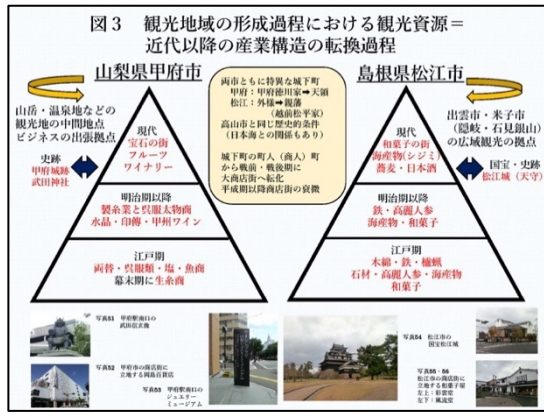 図3　観光地域の形成過程における観光資源＝
近代以降の産業構造の転換過程
山梨県甲府市
山岳・温泉地などの
観光地の中間地点
ビジネスの出張拠点
史跡
甲府城跡
武田神社
現代
宝石の街
フルーツ
ワイナリー
明治期以降
製糸業と呉服太物商
水晶・印傳・甲州ワイン
江戸期
両替・呉服類・塩・魚商
幕末期に生糸商
両市ともに特異な城下町
甲府：甲府徳川家➡天領
松江：外様➡親藩
（越前松平家）
高山市と同じ歴史的条件
（日本海との関係もあり）
城下町の町人（商人）町
から戦前・戦後期に
大商店街へ転化
平成期以降商店街の衰微
島根県松江市
出雲市・米子市
（隠岐・石見銀山）
の広域観光の拠点
国宝・史跡
松江城（天守）
現代
和菓子の街
海産物(シジミ)
蕎麦・日本酒
明治期以降
鉄・高麗人参
海産物・和菓子
江戸期
木綿・鉄・櫨蝋
石材・高麗人参・海産物
和菓子
写真51　甲府駅南口の
武田信玄像
写真52　甲府市の商店街に
立地する岡島百貨店
写真53　甲府駅南口の
ジュエリー
ミュージアム
写真54　松江市の
国宝松江城
写真55・56
松江市の商店街に
立地する和菓子屋
左上：彩雲堂
左下：風流堂